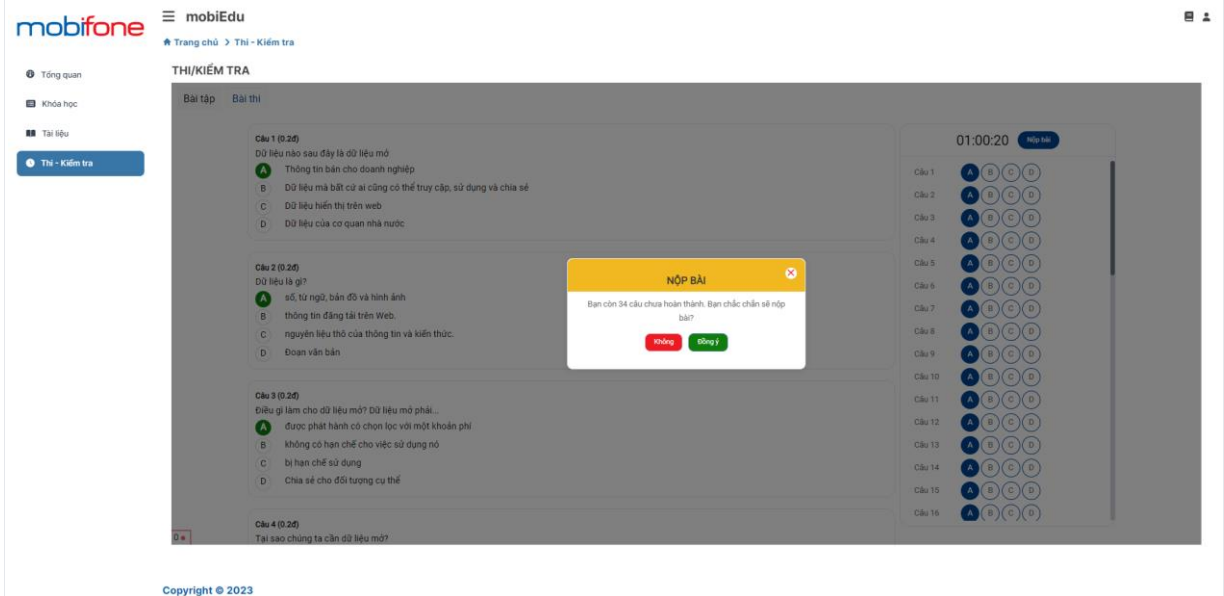 mobifone
mobiEdu
Trang chủ > Thi - Kiểm tra
Tổng quan
Khóa học
Tài liệu
Thi - Kiểm tra
THI/KIỂM TRA
Bài tập Bài thi
Câu 1 (0.2đ)
Dữ liệu nào sau đây là dữ liệu mở
A Thông tin bán cho doanh nghiệp
B Dữ liệu mà bất cứ ai cũng có thể truy cập, sử dụng và chia sẻ
C Dữ liệu hiển thị trên web
D Dữ liệu của cơ quan nhà nước
Câu 2 (0.2đ)
Dữ liệu là gì?
A số, từ ngữ, bản đồ và hình ảnh
B thông tin đăng tải trên Web.
C nguyên liệu thô của thông tin và kiến thức.
D Đoạn văn bản
Câu 3 (0.2đ)
Điều gì làm cho dữ liệu mở? Dữ liệu mở phải...
A được phát hành có chọn lọc với một khoản phí
B không có hạn chế cho việc sử dụng nó
C bị hạn chế sử dụng
D Chia sẻ cho đối tượng cụ thể
Câu 4 (0.2đ)
Tại sao chúng ta cần dữ liệu mở?
NỘP BÀI
Bạn còn 34 câu chưa hoàn thành. Bạn chắc chắn sẽ nộp
bài?
Không Đồng ý
01:00:20 Nộp bài
Câu 1 A B C D
Câu 2 A B C D
Câu 3 A B C D
Câu 4 A B C D
Câu 5 A B C D
Câu 6 A B C D
Câu 7 A B C D
Câu 8 A B C D
Câu 9 A B C D
Câu 10 A B C D
Câu 11 A B C D
Câu 12 A B C D
Câu 13 A B C D
Câu 14 A B C D
Câu 15 A B C D
Câu 16 A B C D
Copyright © 2023